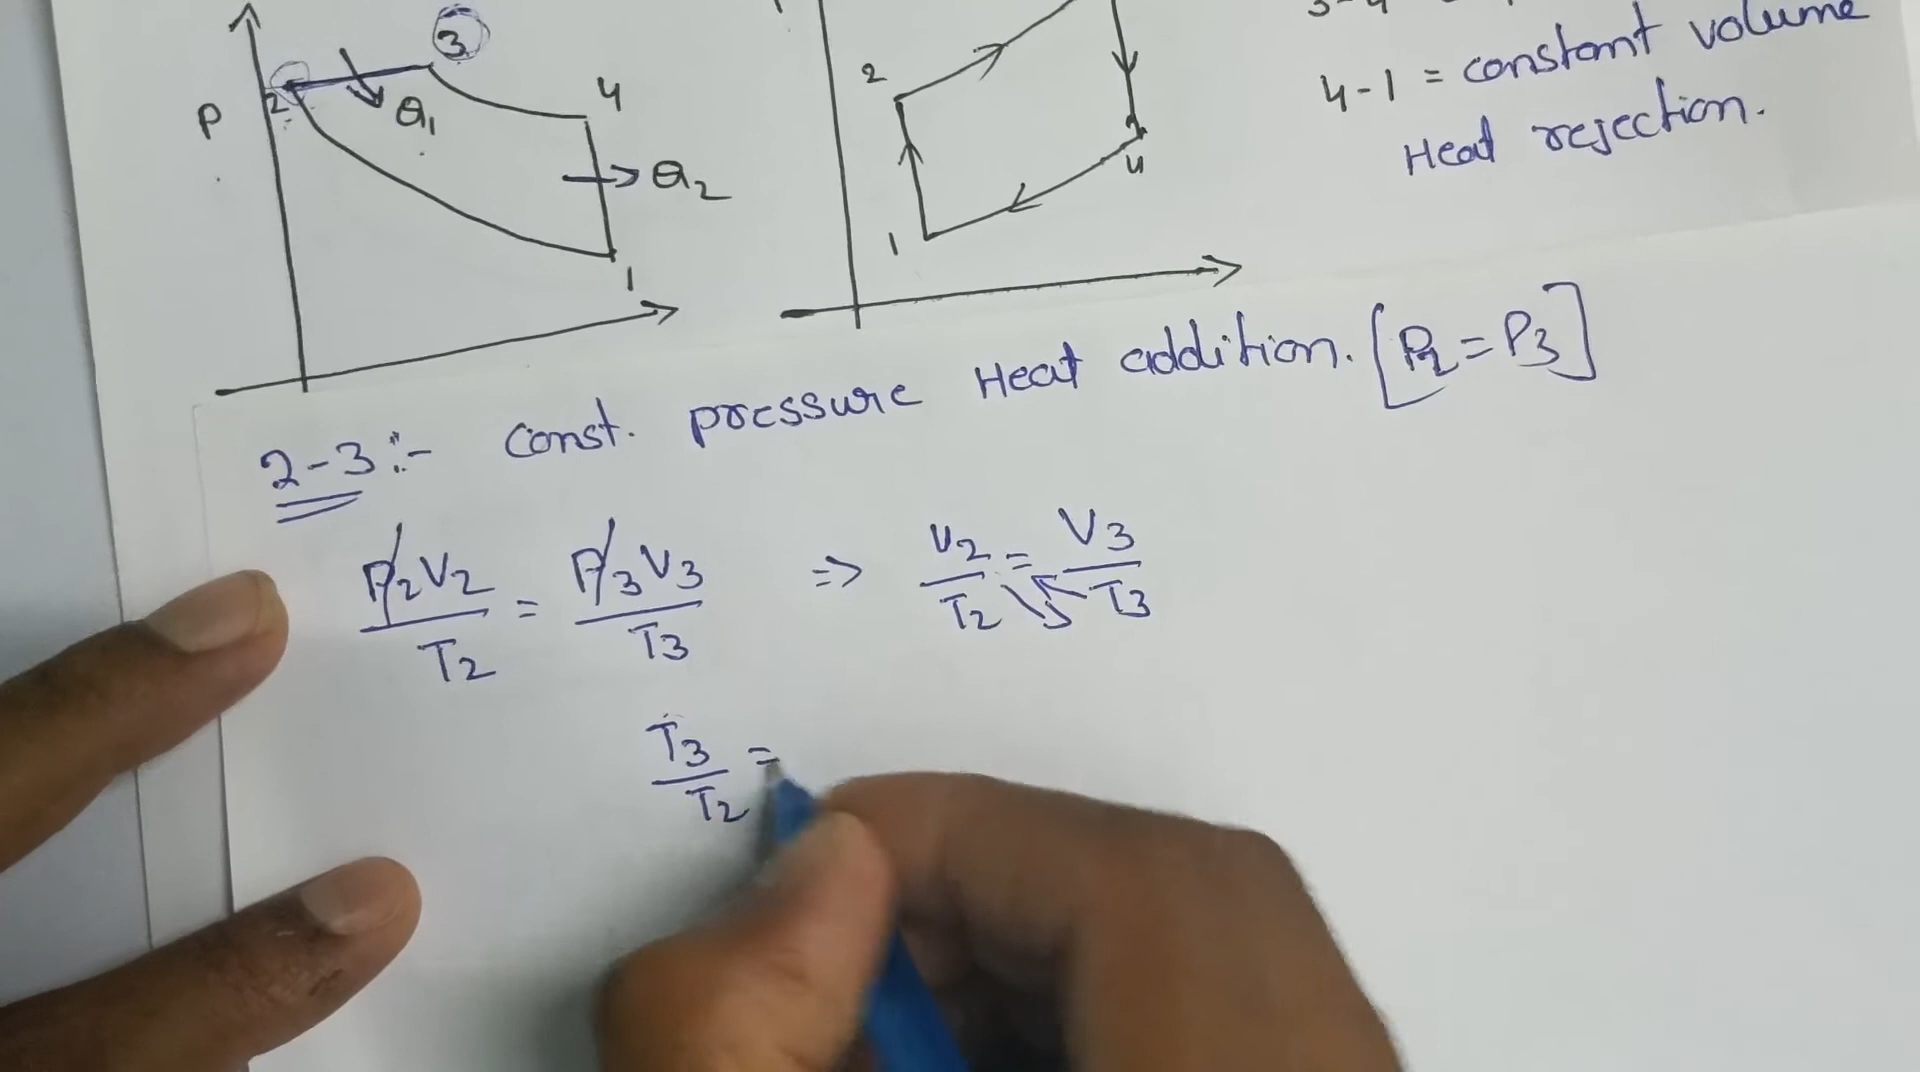 3
2
P
Q₁
4
Q₂
1
2
4
1
4-1 = constant volume
Heat rejection.
2-3:- Const. pressure Heat addition. [P₂=P₃]
P₂V₂/T₂ = P₃V₃/T₃ => V₂/T₂ = V₃/T₃
T₃/T₂ =